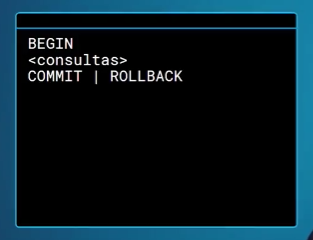 BEGIN
<consultas>
COMMIT | ROLLBACK